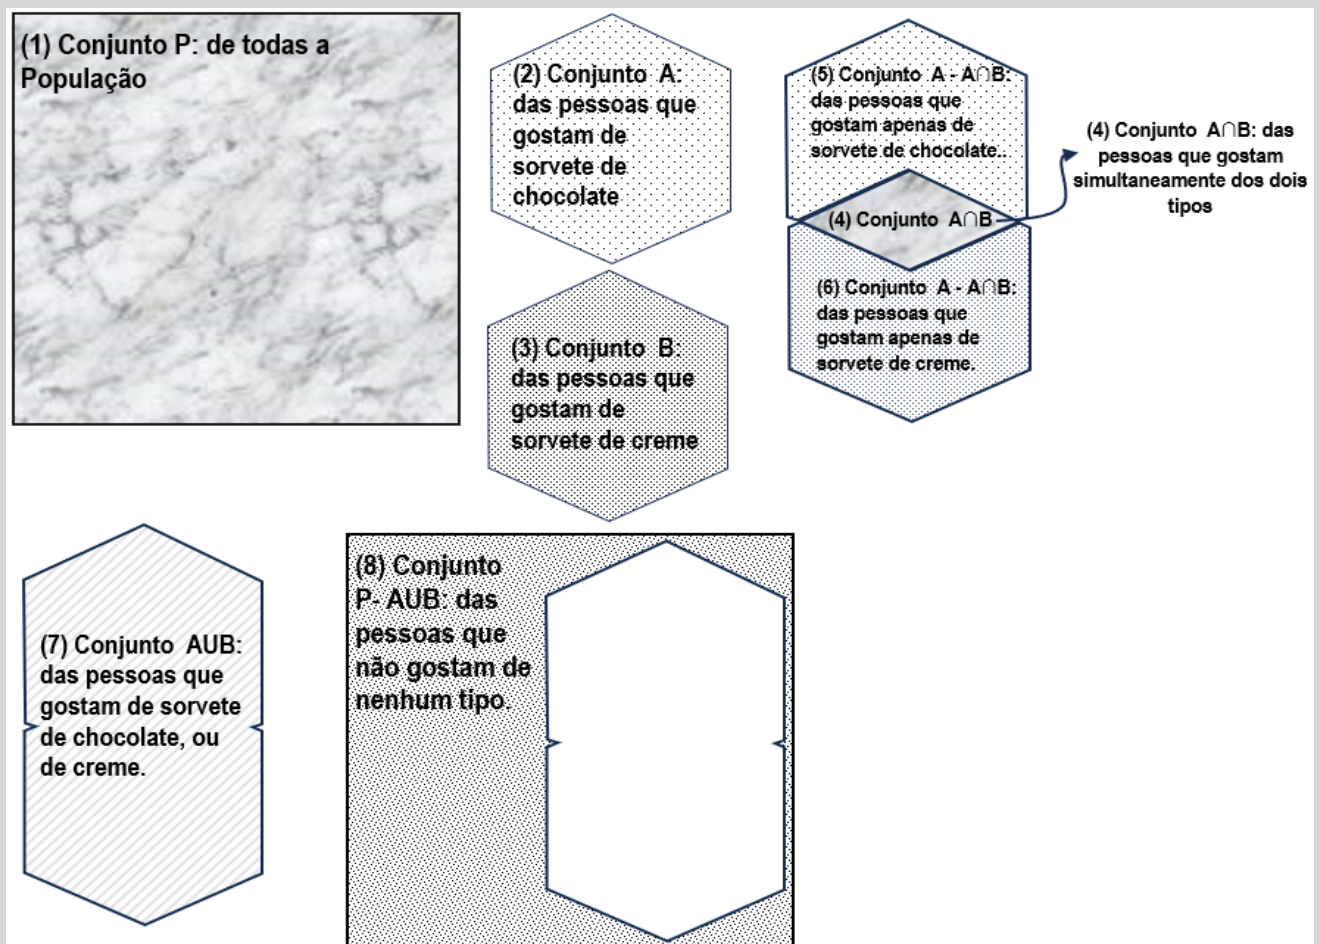 (1) Conjunto P: de todas a
População
(2) Conjunto A:
das pessoas que
gostam de
sorvete de
chocolate
(3) Conjunto B:
das pessoas que
gostam de
sorvete de creme
(5) Conjunto A - A∩B:
das pessoas que
gostam apenas de
sorvete de chocolate..
(4) Conjunto A∩B
(4) Conjunto A∩B: das
pessoas que gostam
simultaneamente dos dois
tipos
(6) Conjunto A - A∩B:
das pessoas que
gostam apenas de
sorvete de creme.
(7) Conjunto AUB:
das pessoas que
gostam de sorvete
de chocolate, ou
de creme.
(8) Conjunto
P- AUB: das
pessoas que
não gostam de
nenhum tipo.